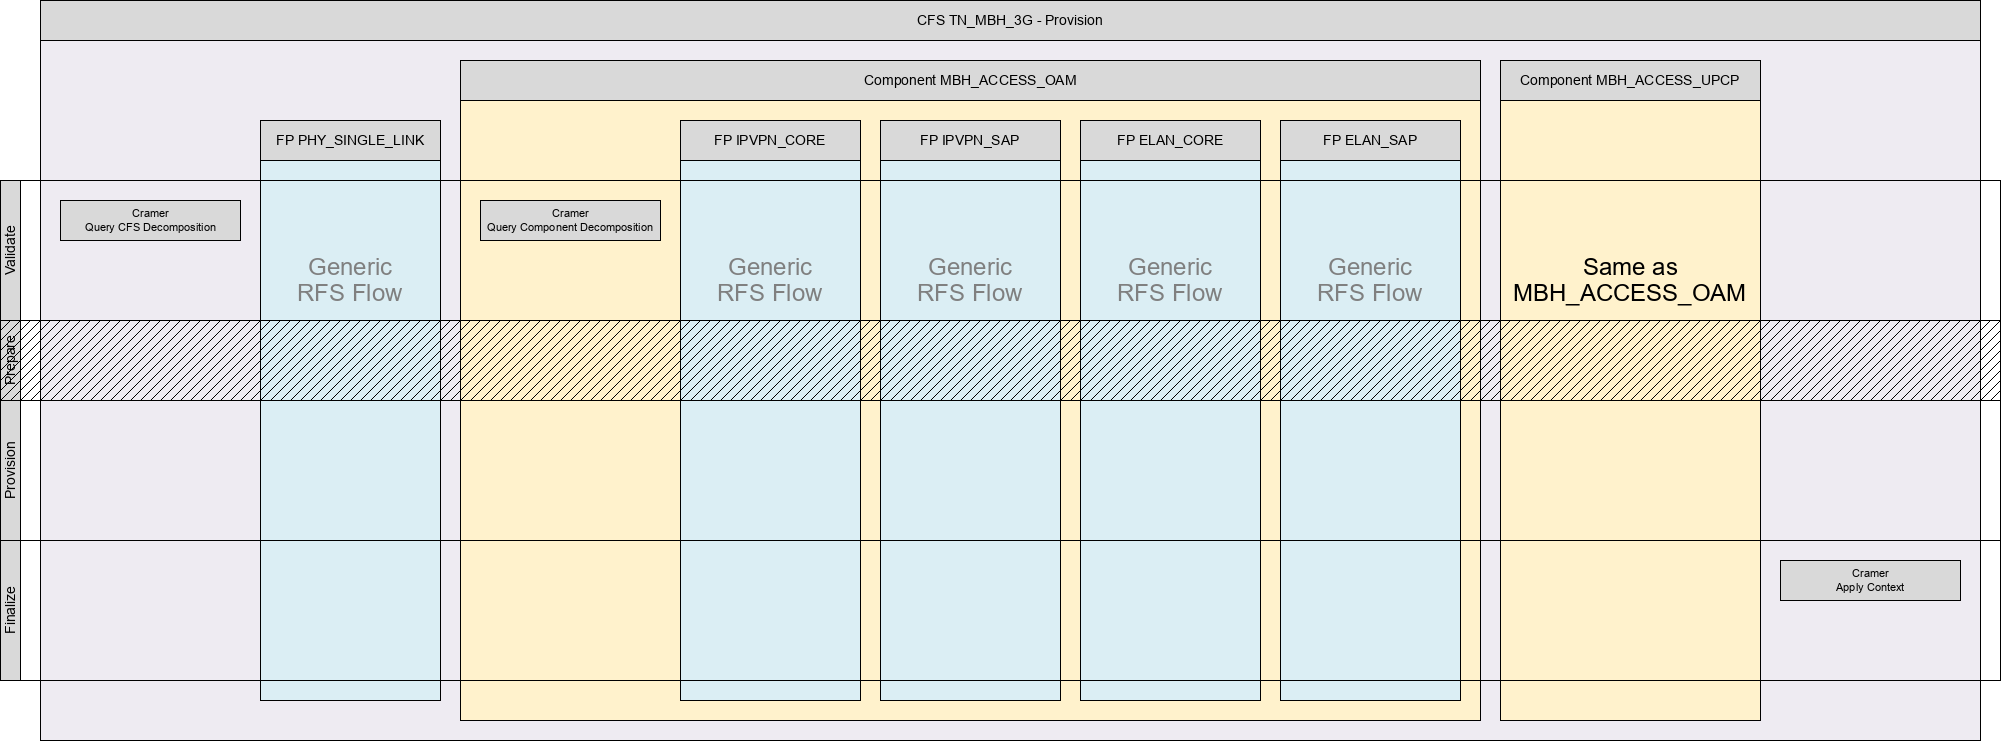 CFS TN_MBH_3G - Provision
Component MBH_ACCESS_OAM
Component MBH_ACCESS_UPCP
FP PHY_SINGLE_LINK
FP IPVPN_CORE
FP IPVPN_SAP
FP ELAN_CORE
FP ELAN_SAP
Validate
Cramer
Query CFS Decomposition
Generic
RFS Flow
Cramer
Query Component Decomposition
Generic
RFS Flow
Generic
RFS Flow
Generic
RFS Flow
Generic
RFS Flow
Same as
MBH_ACCESS_OAM
Prepare
Provision
Finalize
Cramer
Apply Context